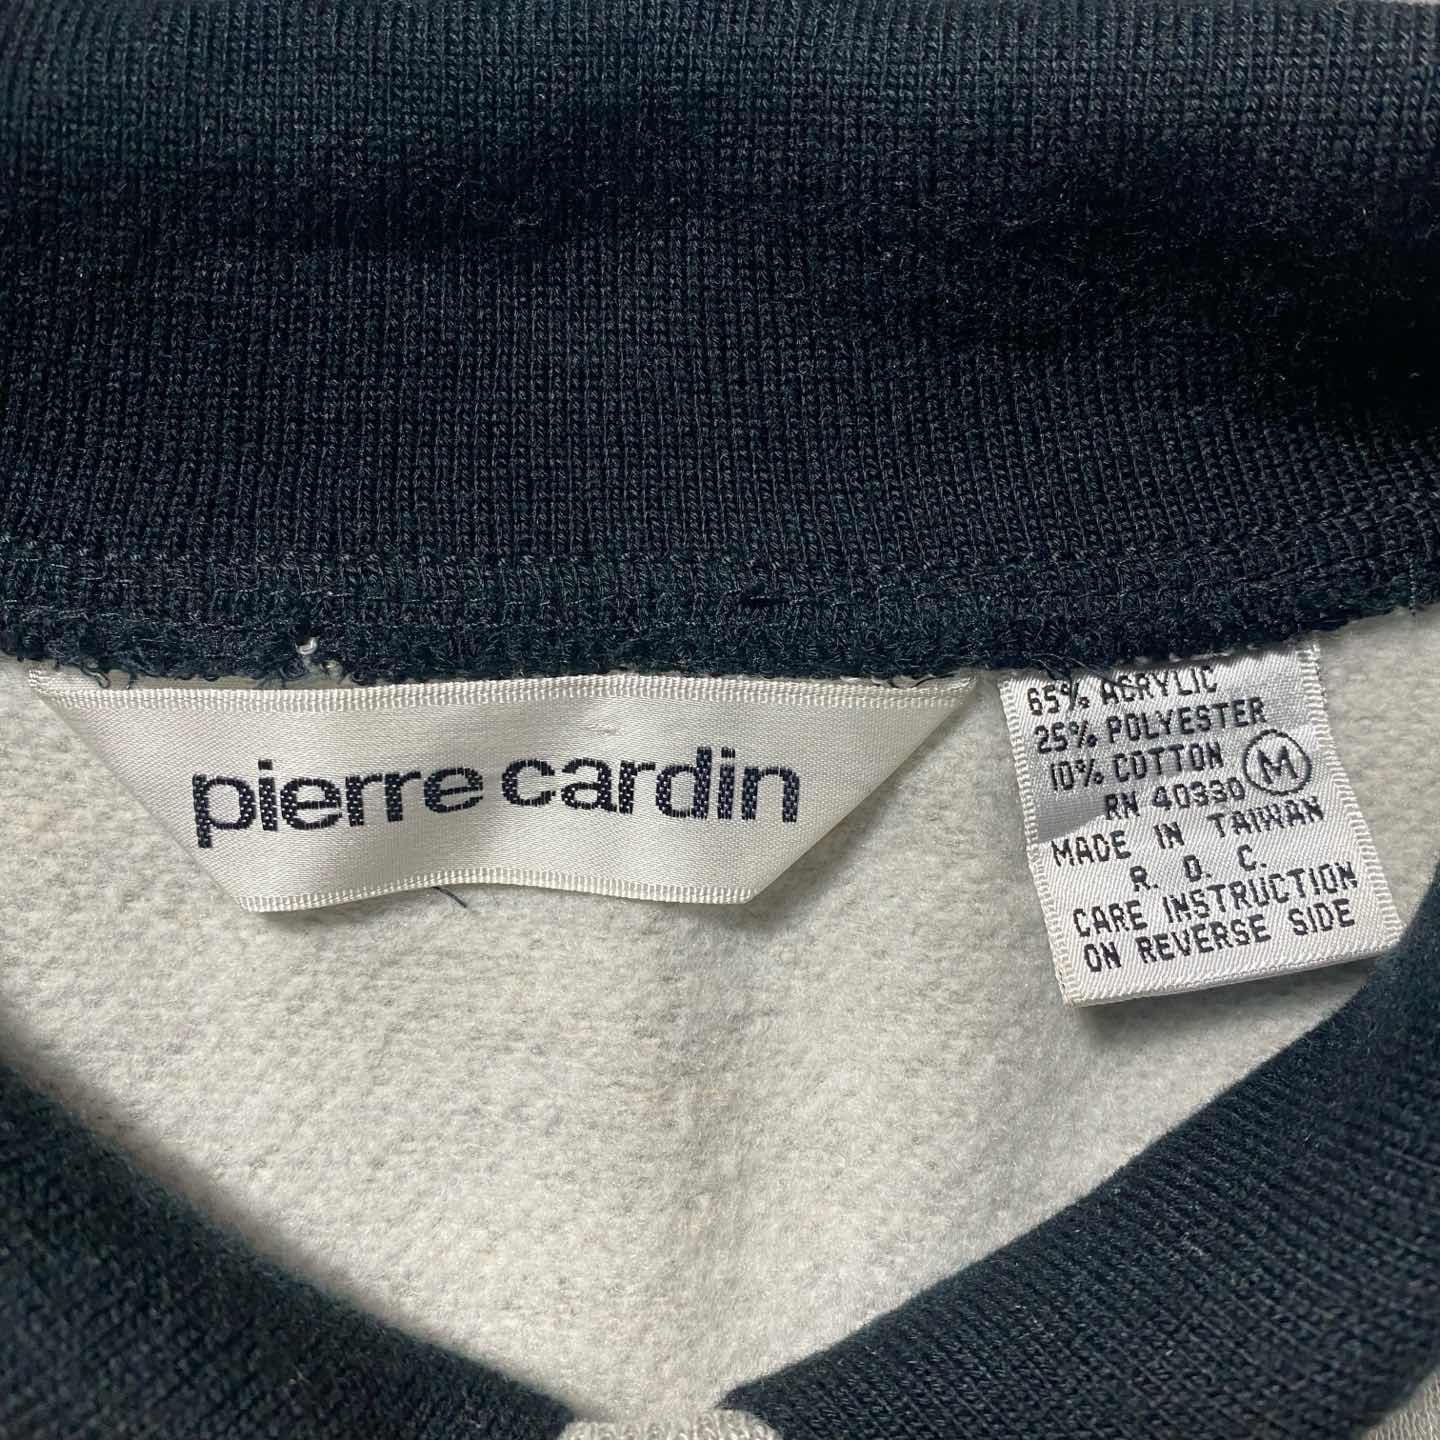 pierre cardin
65% ACRYLIC
25% POLYESTER
10% COTTON M
RN 40330
MADE IN TAIWAN
R. O. C.
CARE INSTRUCTION
ON REVERSE SIDE